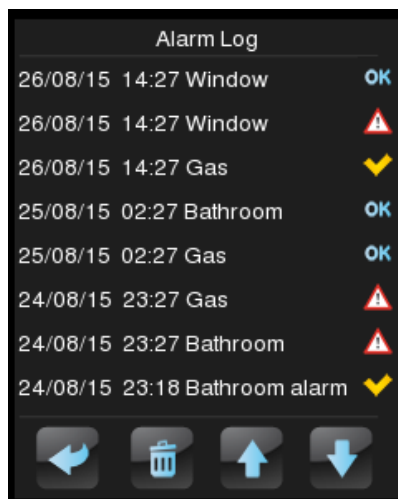 Alarm Log
26/08/15 14:27 Window OK
26/08/15 14:27 Window
26/08/15 14:27 Gas
25/08/15 02:27 Bathroom OK
25/08/15 02:27 Gas OK
24/08/15 23:27 Gas
24/08/15 23:27 Bathroom
24/08/15 23:18 Bathroom alarm